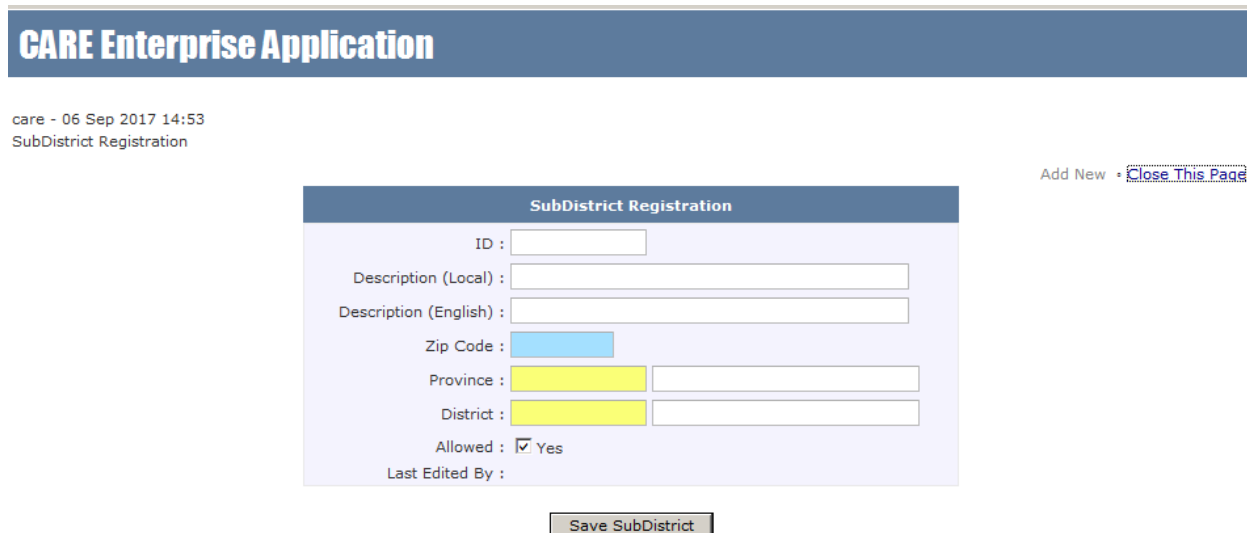 CARE Enterprise Application
care - 06 Sep 2017 14:53
SubDistrict Registration
Add New • Close This Page
SubDistrict Registration
ID :
Description (Local) :
Description (English) :
Zip Code :
Province :
District :
Allowed : Yes
Last Edited By :
Save SubDistrict